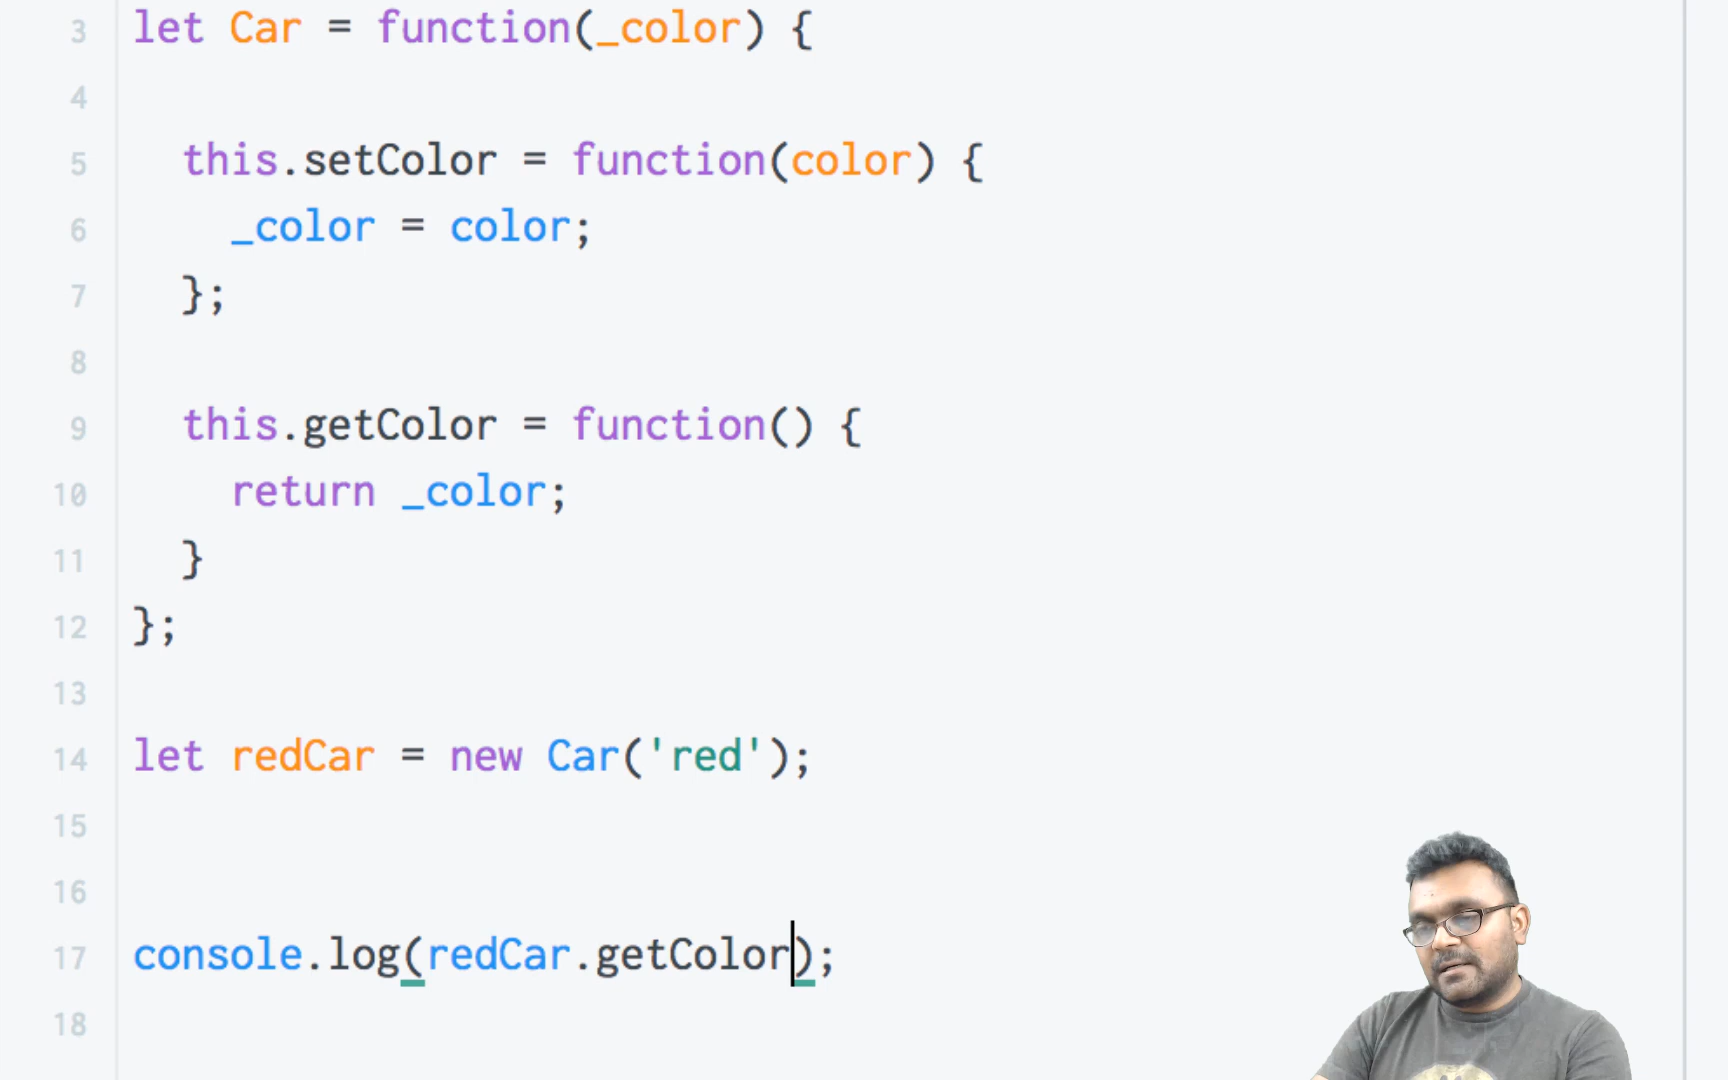 3 let Car = function(_color) {
4
5 this.setColor = function(color) {
6 _color = color;
7 };
8
9 this.getColor = function() {
10 return _color;
11 }
12 };
13
14 let redCar = new Car('red');
15
16
17 console.log(redCar.getColor);
18